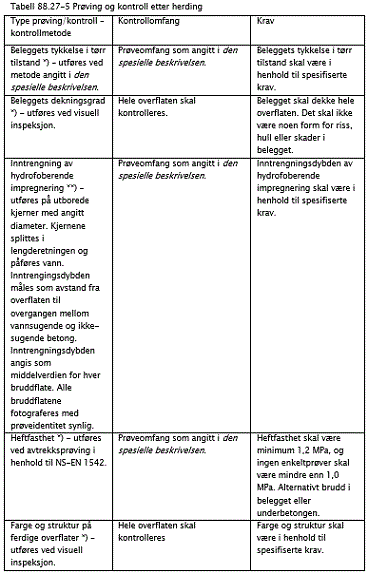 Tabell 88.27-5 Prøving og kontroll etter herding
Type prøving/kontroll –
kontrollmetode
Kontrollomfang
Krav
Beleggets tykkelse i tørr
tilstand *) – utføres ved
metode angitt i den
spesielle beskrivelsen.
Prøveomfang som angitt i den
spesielle beskrivelsen.
Beleggets tykkelse i tørr
tilstand skal være i
henhold til spesifiserte
krav.
Beleggets dekningsgrad
*) – utføres ved visuell
inspeksjon.
Hele overflaten skal
kontrolleres.
Belegget skal dekke hele
overflaten. Det skal ikke
være noen form for riss,
hull eller skader i
belegget.
Inntrengning av
hydrofoberende
impregnering **) –
utføres på utborede
kjerner med angitt
diameter. Kjernene
splittes i
lengderetningen og
påføres vann.
Inntrengingsdybden
måles som avstand fra
overflaten til
overgangen mellom
vannsugende og ikke-
sugende betong.
Inntrengningsdybden
angis som
middelverdien for hver
bruddflate. Alle
bruddflatene
fotograferes med
prøveidentitet synlig.
Prøveomfang som angitt i den
spesielle beskrivelsen.
Inntrengningsdybden av
hydrofoberende
impregnering skal være i
henhold til spesifiserte
krav.
Heftfasthet *) – utføres
ved avtrekksprøving i
henhold til NS-EN 1542.
Prøveomfang som angitt i den
spesielle beskrivelsen.
Heftfasthet skal være
minimum 1,2 MPa, og
ingen enkeltprøver skal
være mindre enn 1,0
MPa. Alternativt brudd i
belegget eller
underbetongen.
Farge og struktur på
ferdige overflater *) –
utføres ved visuell
inspeksjon.
Hele overflaten skal
kontrolleres
Farge og struktur skal
være i henhold til
spesifiserte krav.